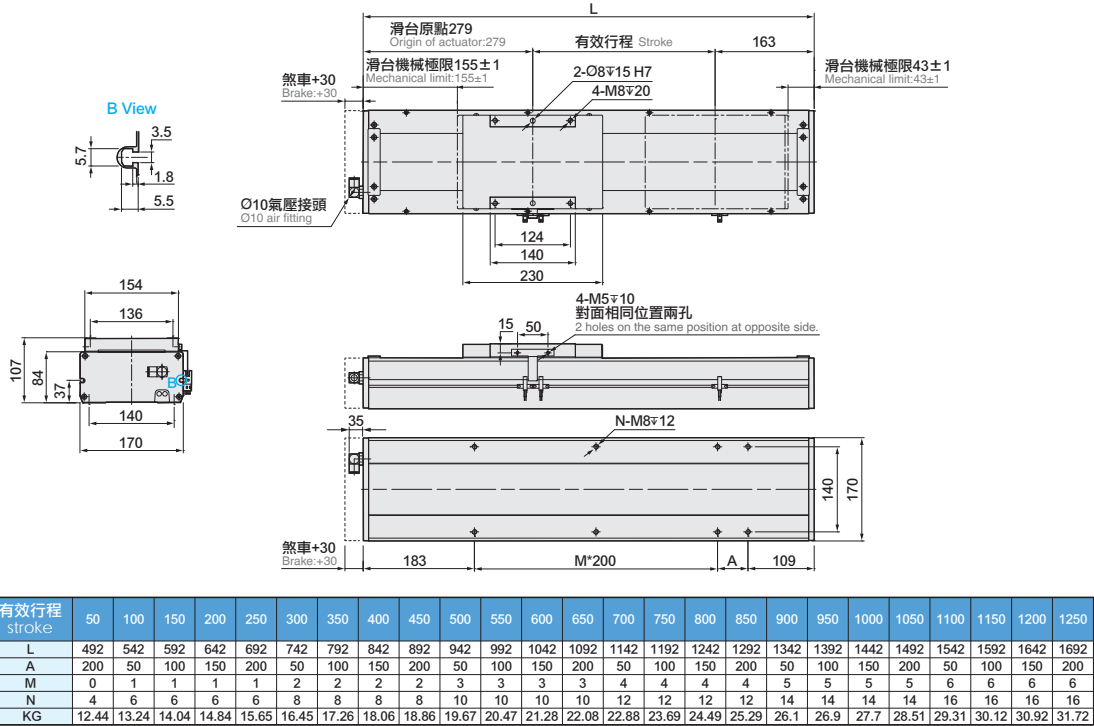 L
滑台原點279
Origin of actuator:279
有效行程 Stroke
163
滑台機械極限155±1
Mechanical limit:155±1
滑台機械極限43±1
Mechanical limit:43±1
煞車+30
Brake:+30
2-Ø8↧15 H7
4-M8↧20
B View
3.5
5.7
1.8
5.5
Ø10氣壓接頭
Ø10 air fitting
124
140
230
154
136
107
84
37
B
140
170
4-M5↧10
對面相同位置兩孔
2 holes on the same position at opposite side.
15
50
35
N-M8↧12
140
170
煞車+30
Brake:+30
183
M*200
A
109
有效行程 50 100 150 200 250 300 350 400 450 500 550 600 650 700 750 800 850 900 950 1000 1050 1100 1150 1200 1250
stroke
L 492 542 592 642 692 742 792 842 892 942 992 1042 1092 1142 1192 1242 1292 1342 1392 1442 1492 1542 1592 1642 1692
A 200 50 100 150 200 50 100 150 200 50 100 150 200 50 100 150 200 50 100 150 200 50 100 150 200
M 0 1 1 1 1 2 2 2 2 3 3 3 3 4 4 4 4 5 5 5 5 6 6 6 6
N 4 6 6 6 6 8 8 8 8 10 10 10 10 12 12 12 12 14 14 14 14 16 16 16 16
KG 12.44 13.24 14.04 14.84 15.65 16.45 17.26 18.06 18.86 19.67 20.47 21.28 22.08 22.88 23.69 24.49 25.29 26.1 26.9 27.7 28.51 29.31 30.12 30.92 31.72